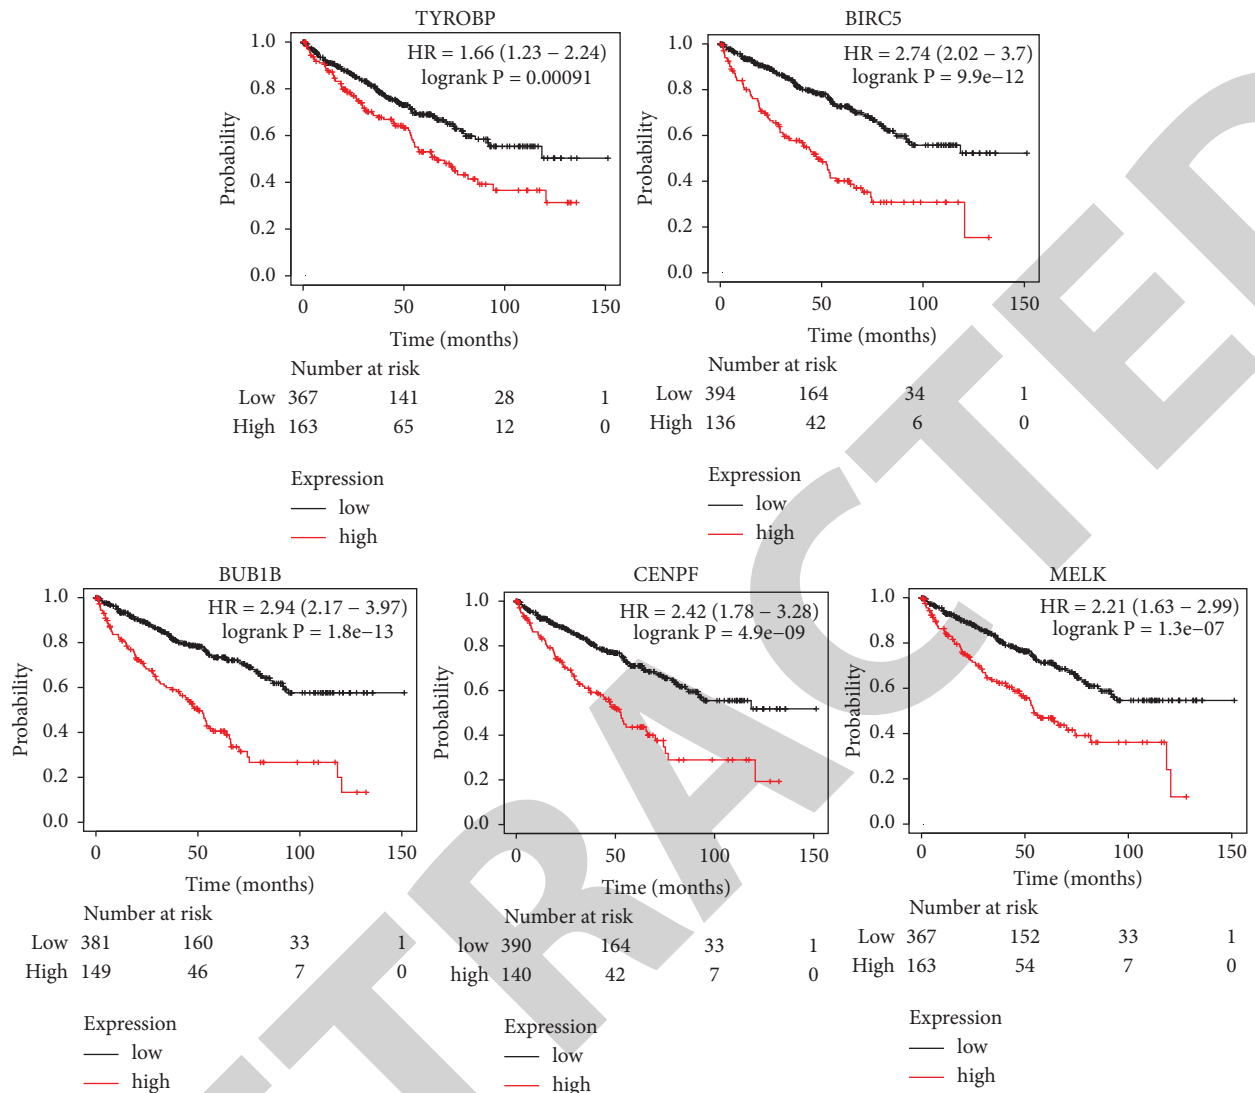 TYROBP
HR = 1.66 (1.23 − 2.24)
logrank P = 0.00091
1.0
0.8
0.6
0.4
0.2
0.0
Probability
0 50 100 150
Time (months)
Number at risk
Low 367 141 28 1
High 163 65 12 0
Expression
low
high
BIRC5
HR = 2.74 (2.02 − 3.7)
logrank P = 9.9e−12
1.0
0.8
0.6
0.4
0.2
0.0
Probability
0 50 100 150
Time (months)
Number at risk
Low 394 164 34 1
High 136 42 6 0
Expression
low
high
BUB1B
HR = 2.94 (2.17 − 3.97)
logrank P = 1.8e−13
1.0
0.8
0.6
0.4
0.2
0.0
Probability
0 50 100 150
Time (months)
Number at risk
Low 381 160 33 1
High 149 46 7 0
Expression
low
high
CENPF
HR = 2.42 (1.78 − 3.28)
logrank P = 4.9e−09
1.0
0.8
0.6
0.4
0.2
0.0
Probability
0 50 100 150
Time (months)
Number at risk
low 390 164 33 1
high 140 42 7 0
Expression
low
high
MELK
HR = 2.21 (1.63 − 2.99)
logrank P = 1.3e−07
1.0
0.8
0.6
0.4
0.2
0.0
Probability
0 50 100 150
Time (months)
Number at risk
Low 367 152 33 1
High 163 54 7 0
Expression
low
high
TRACTED